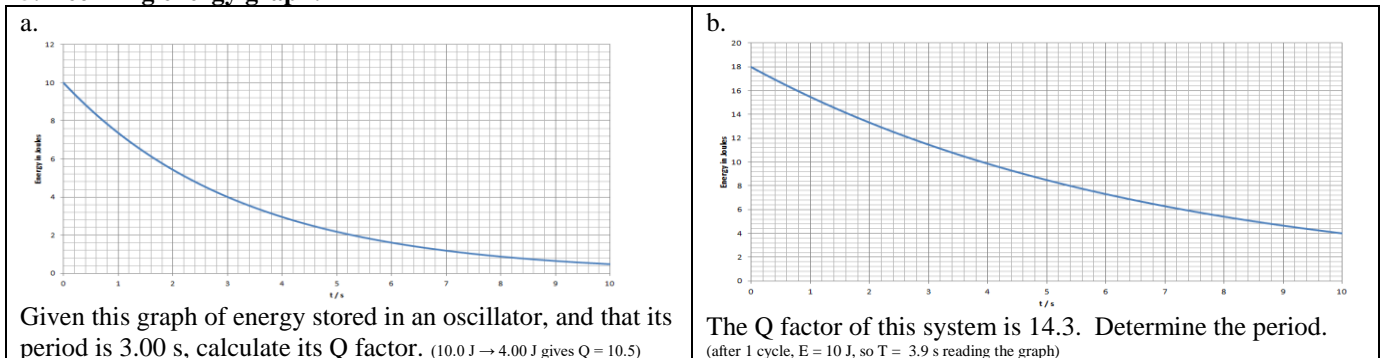 a.
12
10
8
6
4
2
0
Energy in Joules
0 1 2 3 4 5 6 7 8 9 10
t / s
Given this graph of energy stored in an oscillator, and that its
period is 3.00 s, calculate its Q factor. (10.0 J → 4.00 J gives Q = 10.5)
b.
20
18
16
14
12
10
8
6
4
2
0
Energy in Joules
0 1 2 3 4 5 6 7 8 9 10
t / s
The Q factor of this system is 14.3. Determine the period.
(after 1 cycle, E = 10 J, so T = 3.9 s reading the graph)